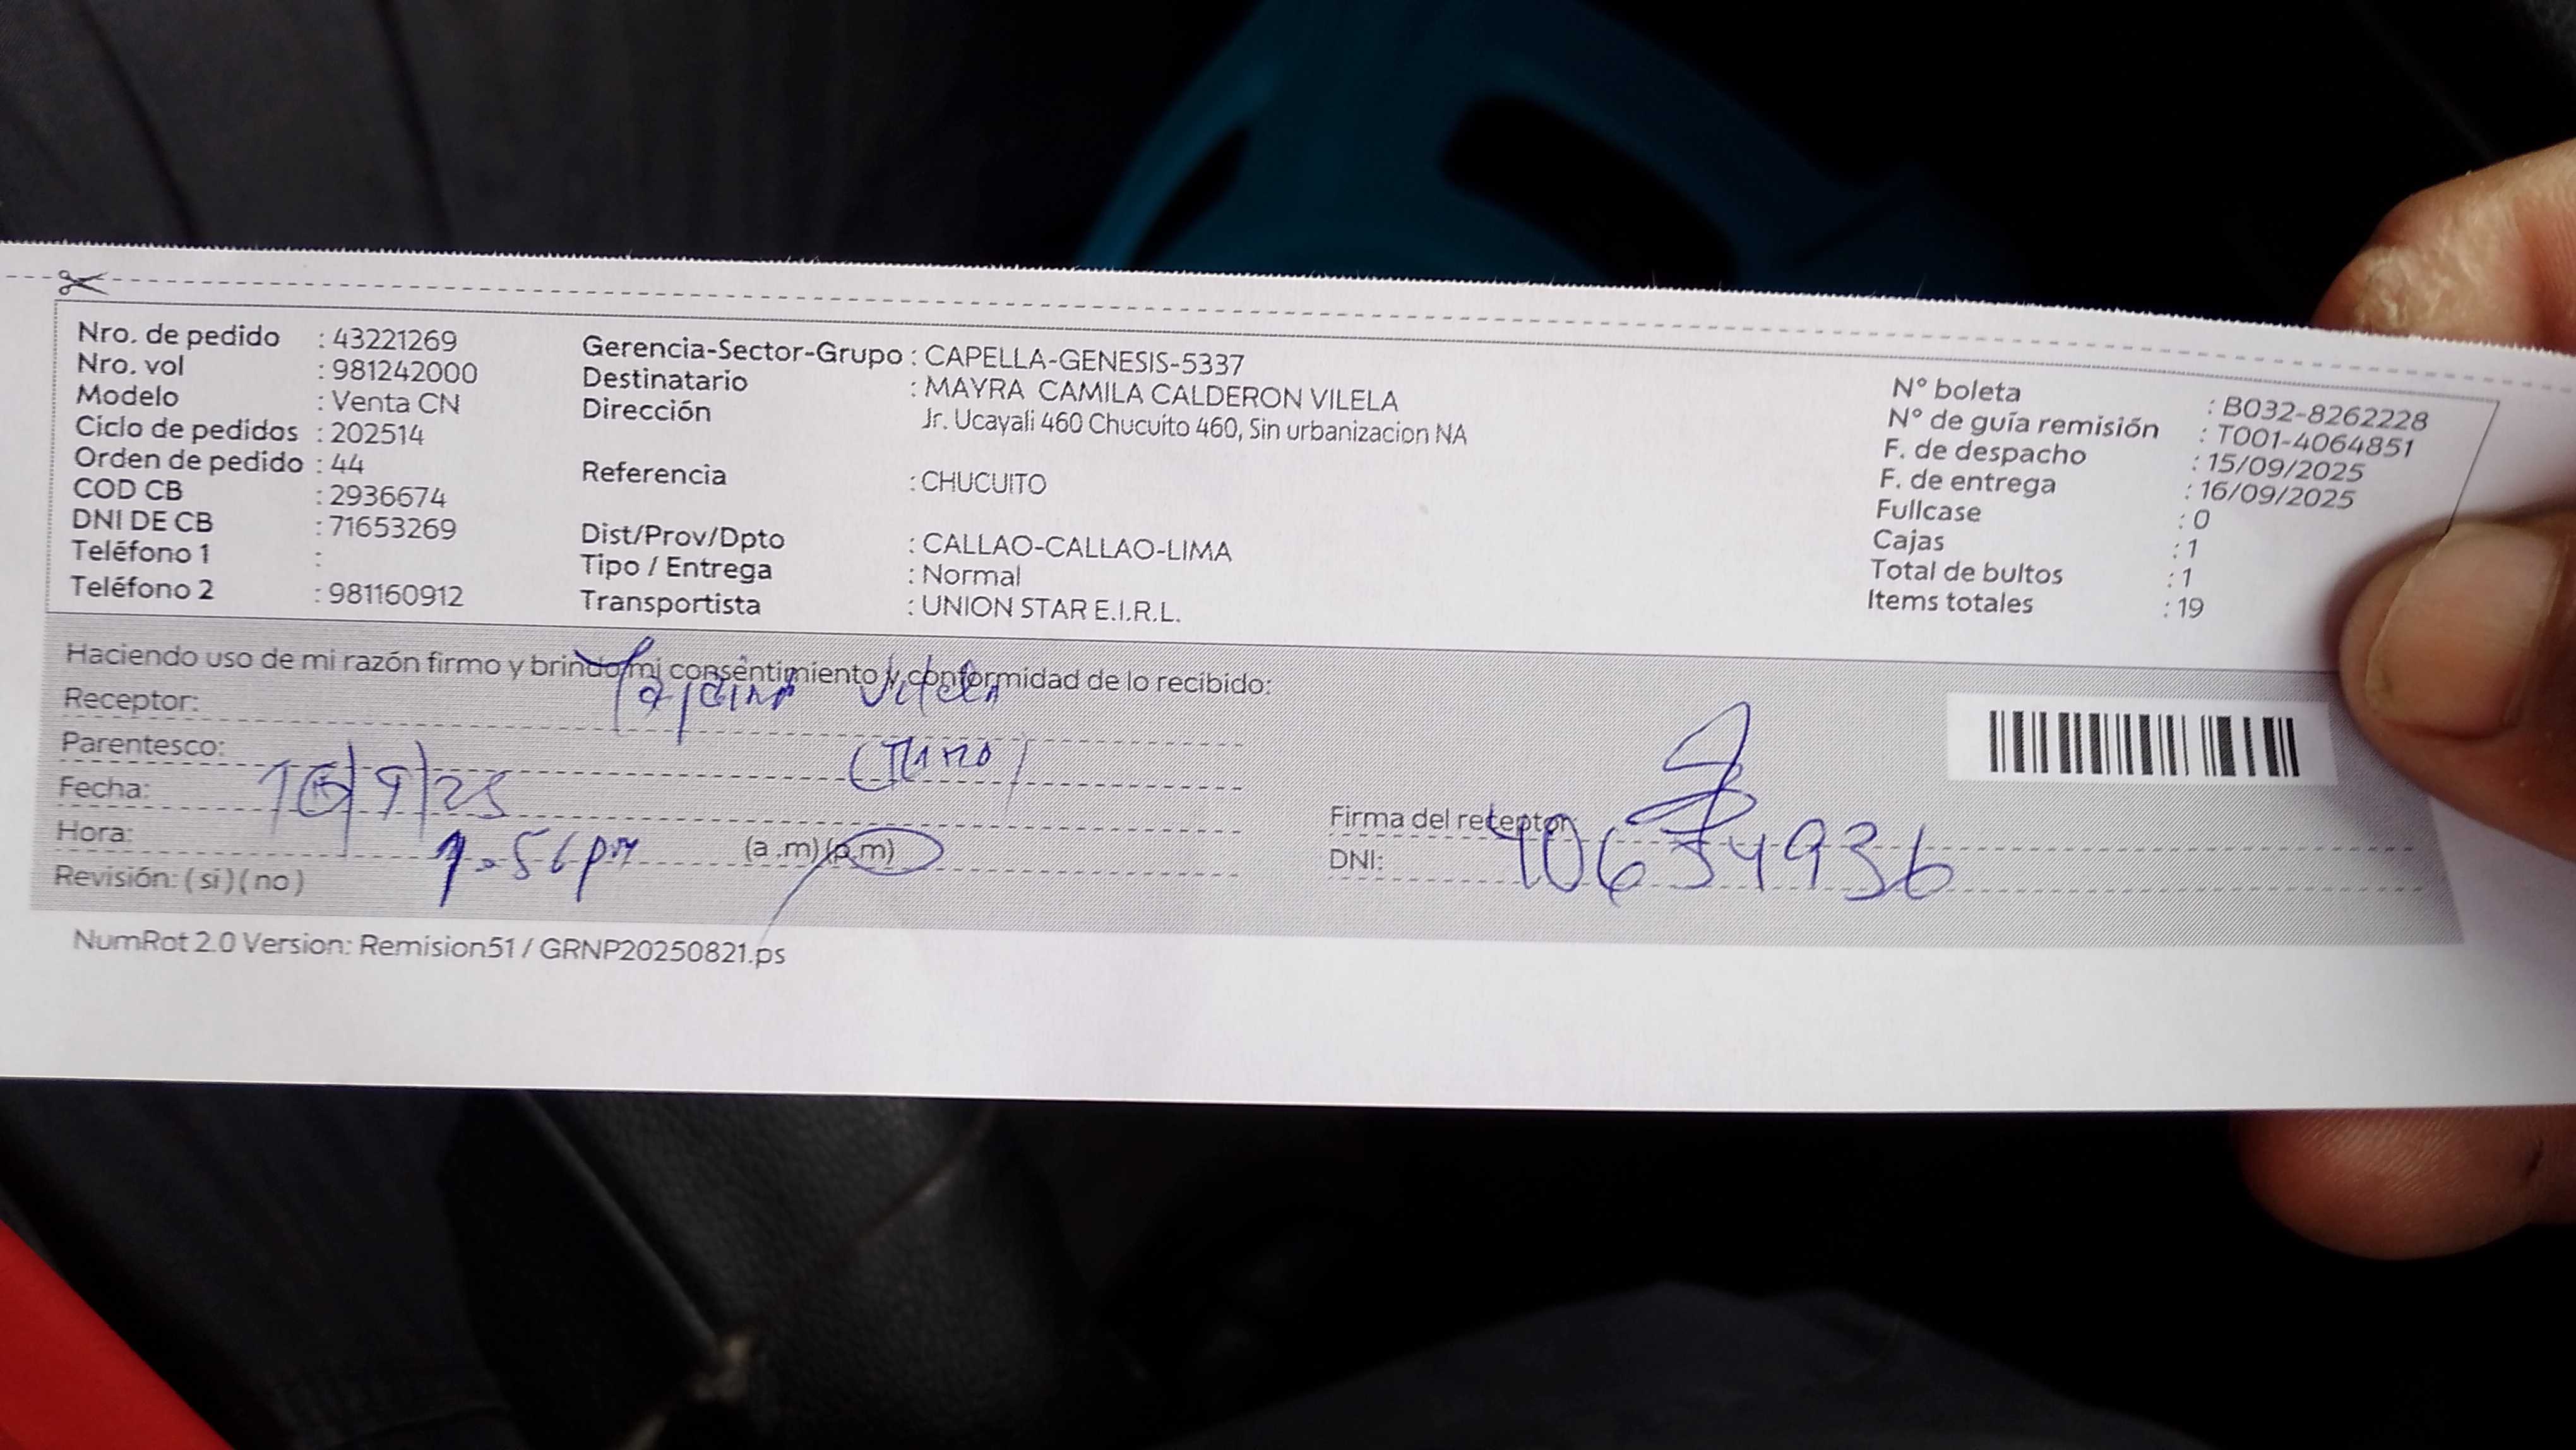 Nro. de pedido : 43221269
Nro. vol : 981242000
Modelo : Venta CN
Ciclo de pedidos : 202514
Orden de pedido : 44
COD CB : 2936674
DNI DE CB : 71653269
Teléfono 1 :
Teléfono 2 : 981160912
Gerencia-Sector-Grupo : CAPELLA-GENESIS-5337
Destinatario : MAYRA CAMILA CALDERON VILELA
Dirección Jr. Ucayali 460 Chucuito 460, Sin urbanizacion NA
Referencia : CHUCUITO
Dist/Prov/Dpto : CALLAO-CALLAO-LIMA
Tipo / Entrega : Normal
Transportista : UNION STAR E.I.R.L.
N° boleta : B032-8262228
N° de guía remisión : T001-4064851
F. de despacho : 15/09/2025
F. de entrega : 16/09/2025
Fullcase : 0
Cajas : 1
Total de bultos : 1
Items totales : 19
Haciendo uso de mi razón firmo y brindo mi consentimiento y conformidad de lo recibido:
Receptor: Vilela
Parentesco:
Fecha: 16/9/25
Hora: 1:56 pm (a .m) (p.m)
Revisión: (si) (no)
Firma del receptor:
DNI: 40654936
NumRot 2.0 Version: Remision51 / GRNP20250821.ps